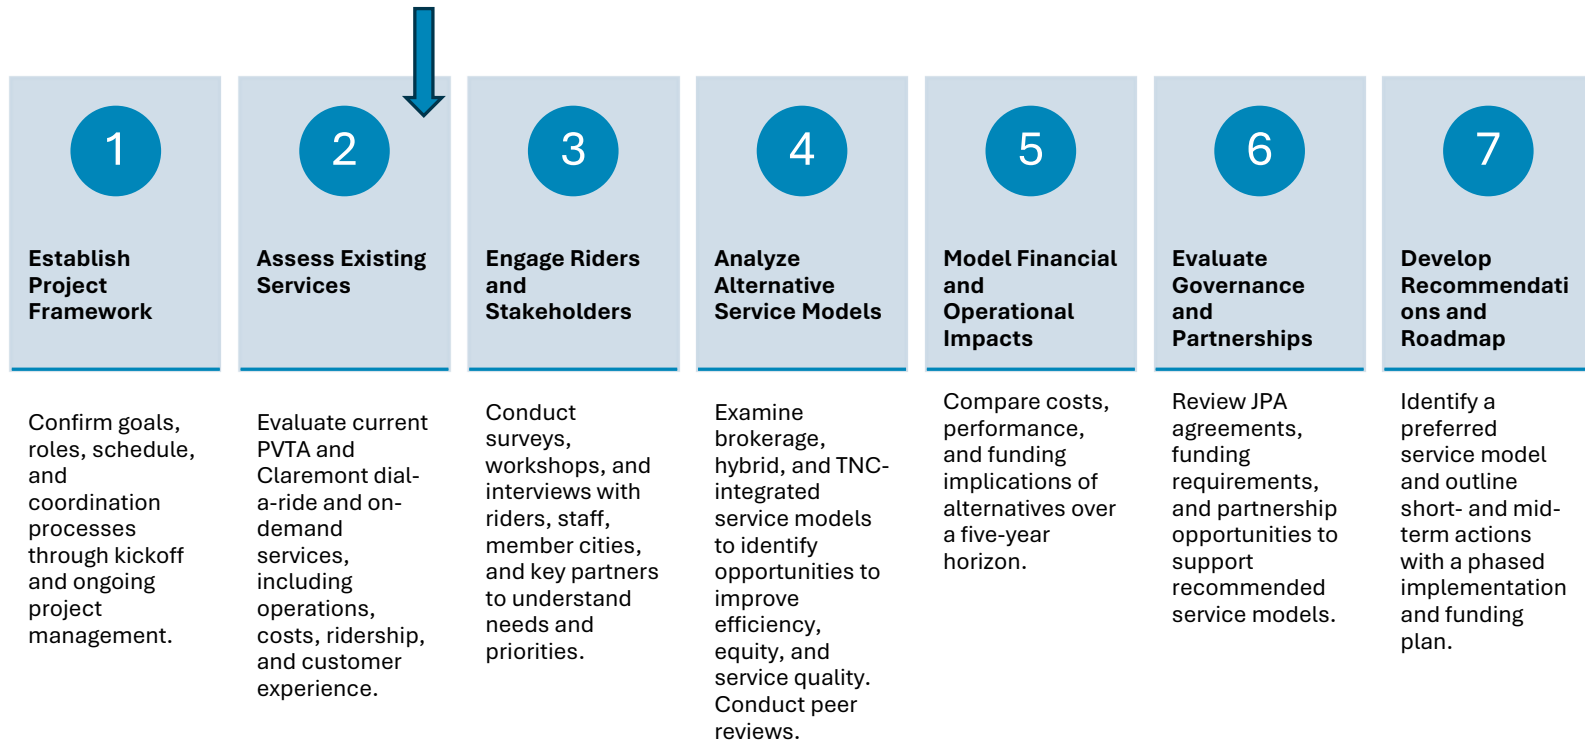 1
Establish
Project
Framework
Confirm goals,
roles, schedule,
and
coordination
processes
through kickoff
and ongoing
project
management.
2
Assess Existing
Services
Evaluate current
PVTA and
Claremont dial-
a-ride and on-
demand
services,
including
operations,
costs, ridership,
and customer
experience.
3
Engage Riders
and
Stakeholders
Conduct
surveys,
workshops, and
interviews with
riders, staff,
member cities,
and key partners
to understand
needs and
priorities.
4
Analyze
Alternative
Service Models
Examine
brokerage,
hybrid, and TNC-
integrated
service models
to identify
opportunities to
improve
efficiency,
equity, and
service quality.
Conduct peer
reviews.
5
Model Financial
and
Operational
Impacts
Compare costs,
performance,
and funding
implications of
alternatives over
a five-year
horizon.
6
Evaluate
Governance
and
Partnerships
Review JPA
agreements,
funding
requirements,
and partnership
opportunities to
support
recommended
service models.
7
Develop
Recommendati
ons and
Roadmap
Identify a
preferred
service model
and outline
short- and mid-
term actions
with a phased
implementation
and funding
plan.